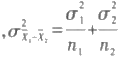 ,σ²_{x̄₁−x̄₂} = σ₁²/n₁ + σ₂²/n₂